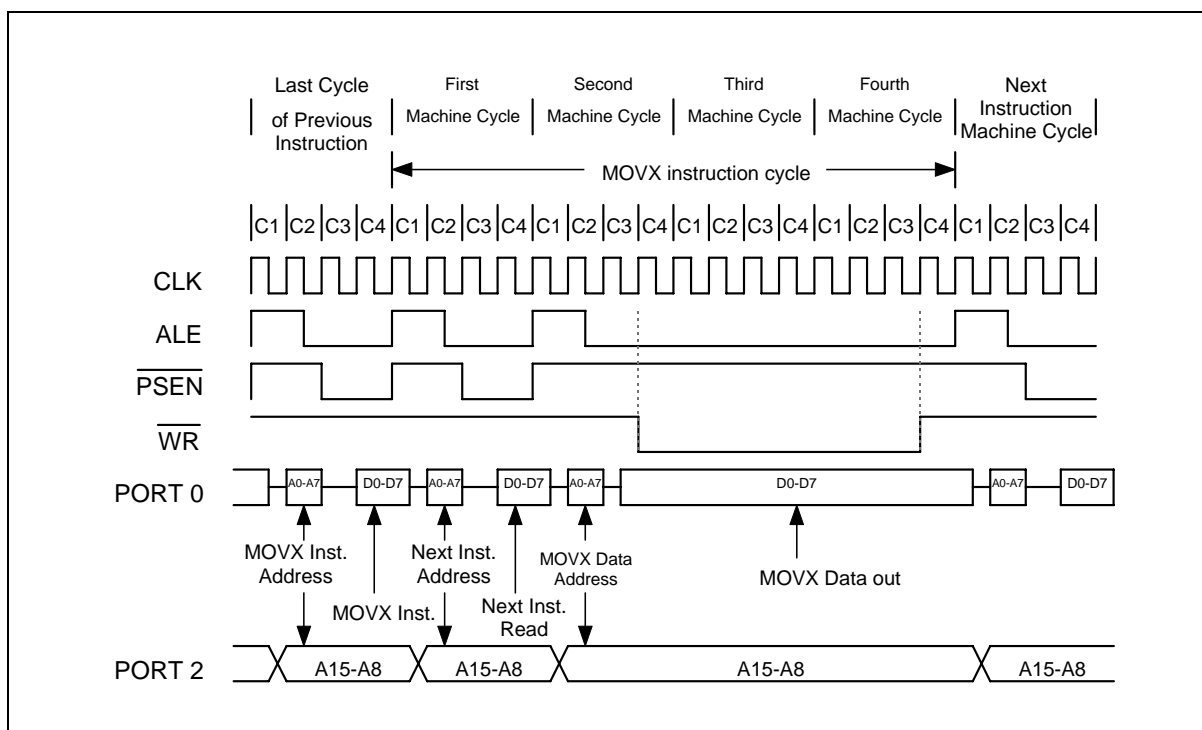 Last Cycle
of Previous
Instruction
First
Machine Cycle
Second
Machine Cycle
Third
Machine Cycle
Fourth
Machine Cycle
Next
Instruction
Machine Cycle
MOVX instruction cycle
C1 C2 C3 C4 C1 C2 C3 C4 C1 C2 C3 C4 C1 C2 C3 C4 C1 C2 C3 C4 C1 C2 C3 C4
CLK
ALE
PSEN
WR
PORT 0
A0-A7 D0-D7 A0-A7 D0-D7 A0-A7 D0-D7 A0-A7 D0-D7
MOVX Inst.
Address
MOVX Inst.
Next Inst.
Address
Next Inst.
Read
MOVX Data
Address
MOVX Data out
PORT 2
A15-A8 A15-A8 A15-A8 A15-A8